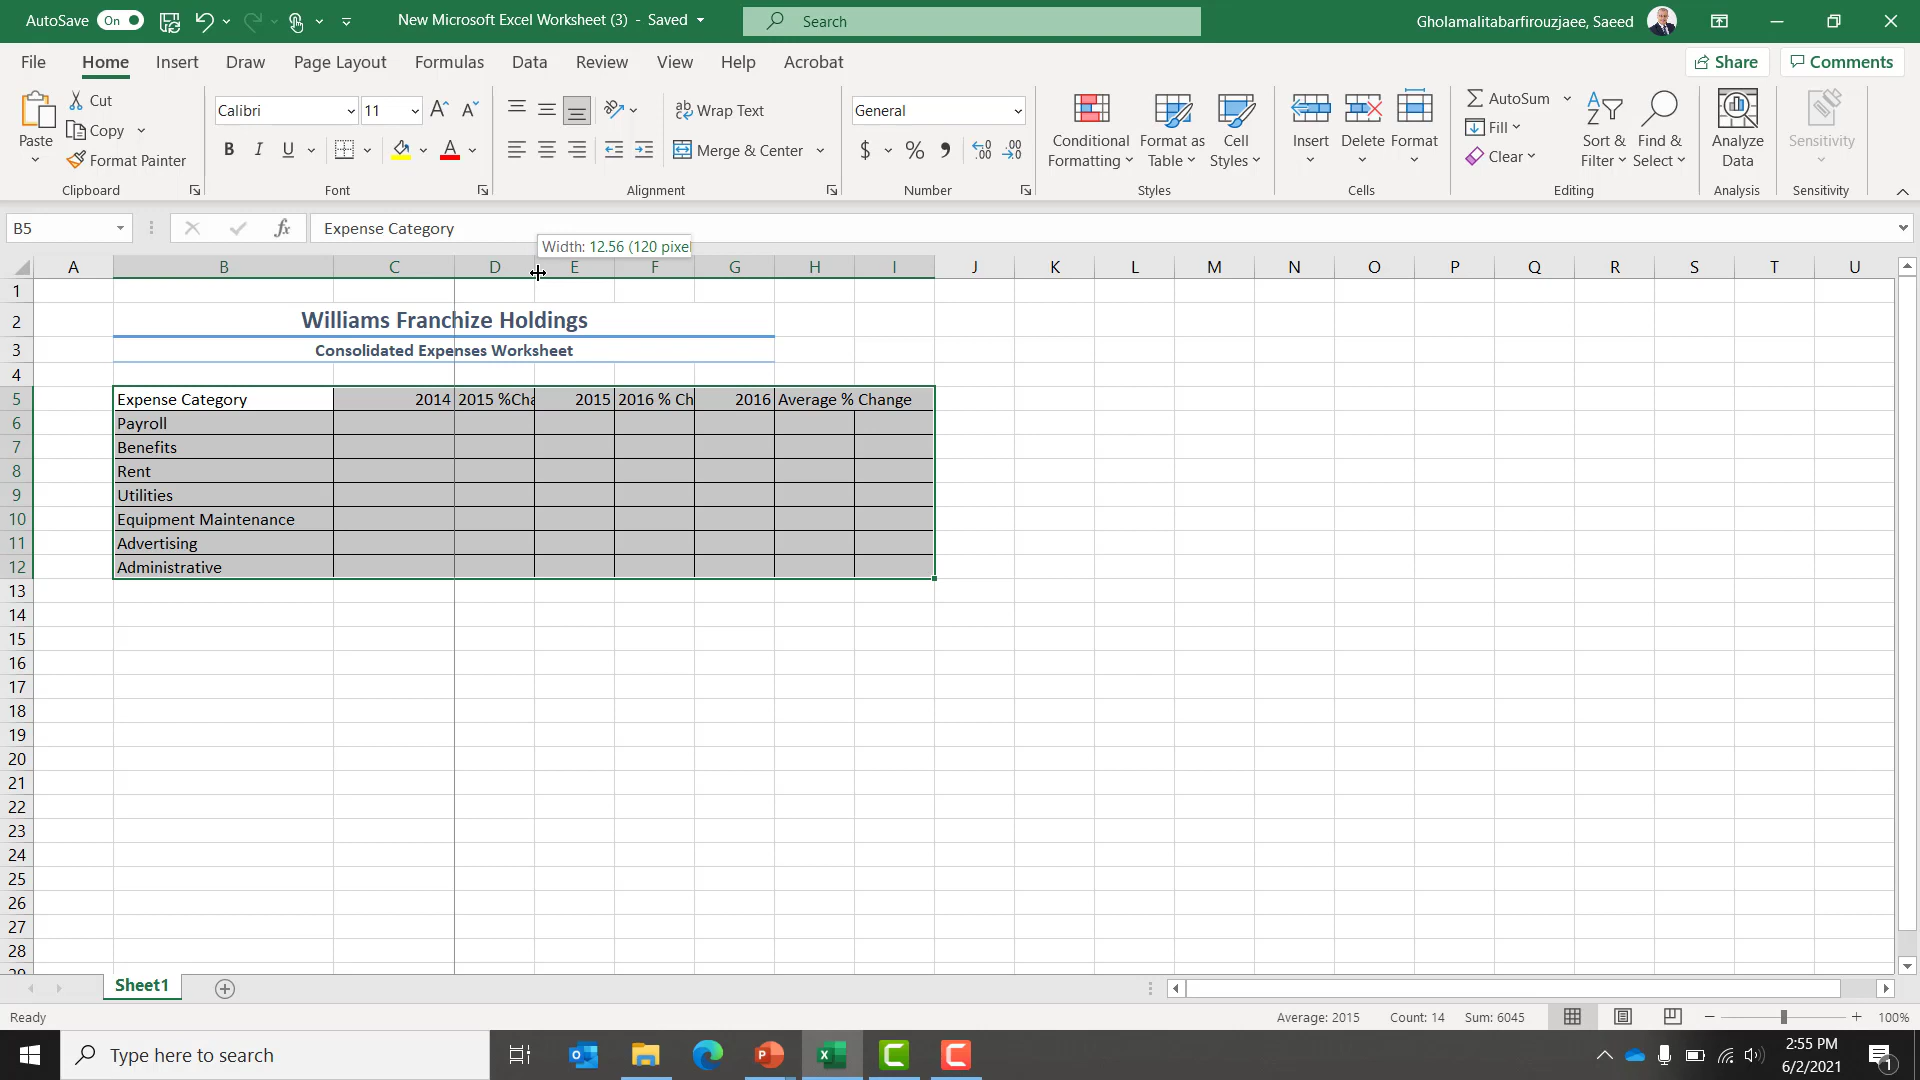 AutoSave On New Microsoft Excel Worksheet (3) - Saved Search Gholamalitabarfirouzjaee, Saeed
File Home Insert Draw Page Layout Formulas Data Review View Help Acrobat Share Comments
Paste Cut Copy Format Painter
Calibri 11
B I U A
Wrap Text
Merge & Center
General
$ % 9
Conditional Formatting
Format as Table
Cell Styles
Insert Delete Format
AutoSum Fill Clear
Sort & Filter
Find & Select
Analyze Data
Sensitivity
Clipboard Font Alignment Number Styles Cells Editing Analysis Sensitivity
B5 fx Expense Category
Width: 12.56 (120 pixe
A B C D E F G H I J K L M N O P Q R S T U
1
2 Williams Franchize Holdings
3 Consolidated Expenses Worksheet
4
5 Expense Category 2014 2015 %Cha 2015 2016 % Ch 2016 Average % Change
6 Payroll
7 Benefits
8 Rent
9 Utilities
10 Equipment Maintenance
11 Advertising
12 Administrative
13
14
15
16
17
18
19
20
21
22
23
24
25
26
27
28
29
Sheet1
Ready Average: 2015 Count: 14 Sum: 6045 100%
Type here to search
2:55 PM
6/2/2021
1